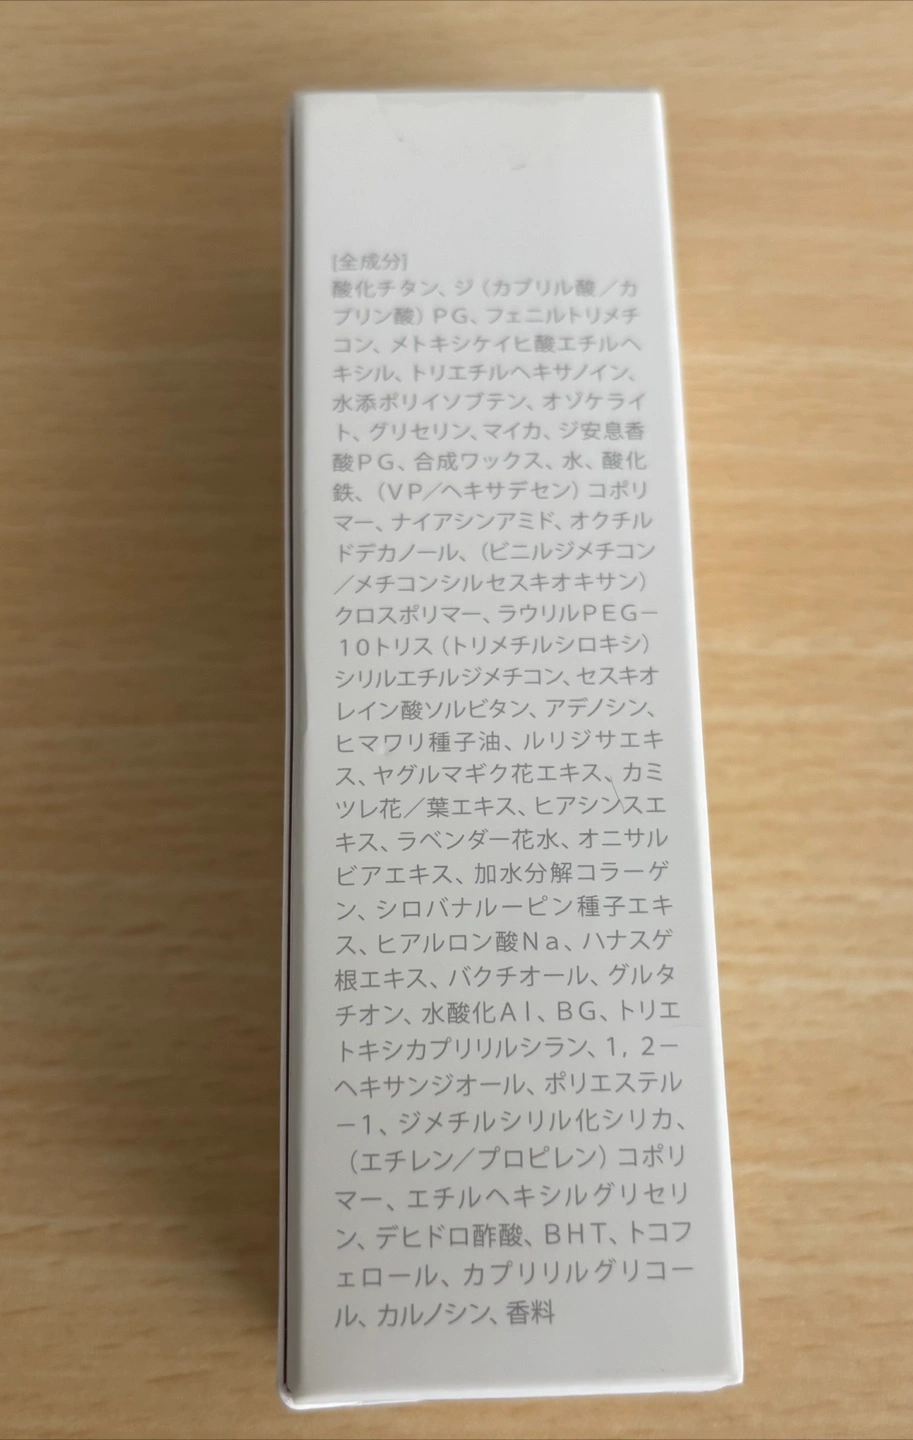 [全成分]
酸化チタン、ジ（カプリル酸／カ
プリン酸）ＰＧ、フェニルトリメチ
コン、メトキシケイヒ酸エチルヘ
キシル、トリエチルヘキサノイン、
水添ポリイソブテン、オゾケライ
ト、グリセリン、マイカ、ジ安息香
酸ＰＧ、合成ワックス、水、酸化
鉄、（ＶＰ／ヘキサデセン）コポリ
マー、ナイアシンアミド、オクチル
ドデカノール、（ビニルジメチコン
／メチコンシルセスキオキサン）
クロスポリマー、ラウリルＰＥＧ－
１０トリス（トリメチルシロキシ）
シリルエチルジメチコン、セスキオ
レイン酸ソルビタン、アデノシン、
ヒマワリ種子油、ルリジサエキ
ス、ヤグルマギク花エキス、カミ
ツレ花／葉エキス、ヒアシンスエ
キス、ラベンダー花水、オニサル
ビアエキス、加水分解コラーゲ
ン、シロバナルーピン種子エキ
ス、ヒアルロン酸Ｎａ、ハナスゲ
根エキス、バクチオール、グルタ
チオン、水酸化Ａｌ、ＢＧ、トリエ
トキシカプリリルシラン、１，２－
ヘキサンジオール、ポリエステル
－１、ジメチルシリル化シリカ、
（エチレン／プロピレン）コポリ
マー、エチルヘキシルグリセリ
ン、デヒドロ酢酸、ＢＨＴ、トコフ
ェロール、カプリリルグリコー
ル、カルノシン、香料